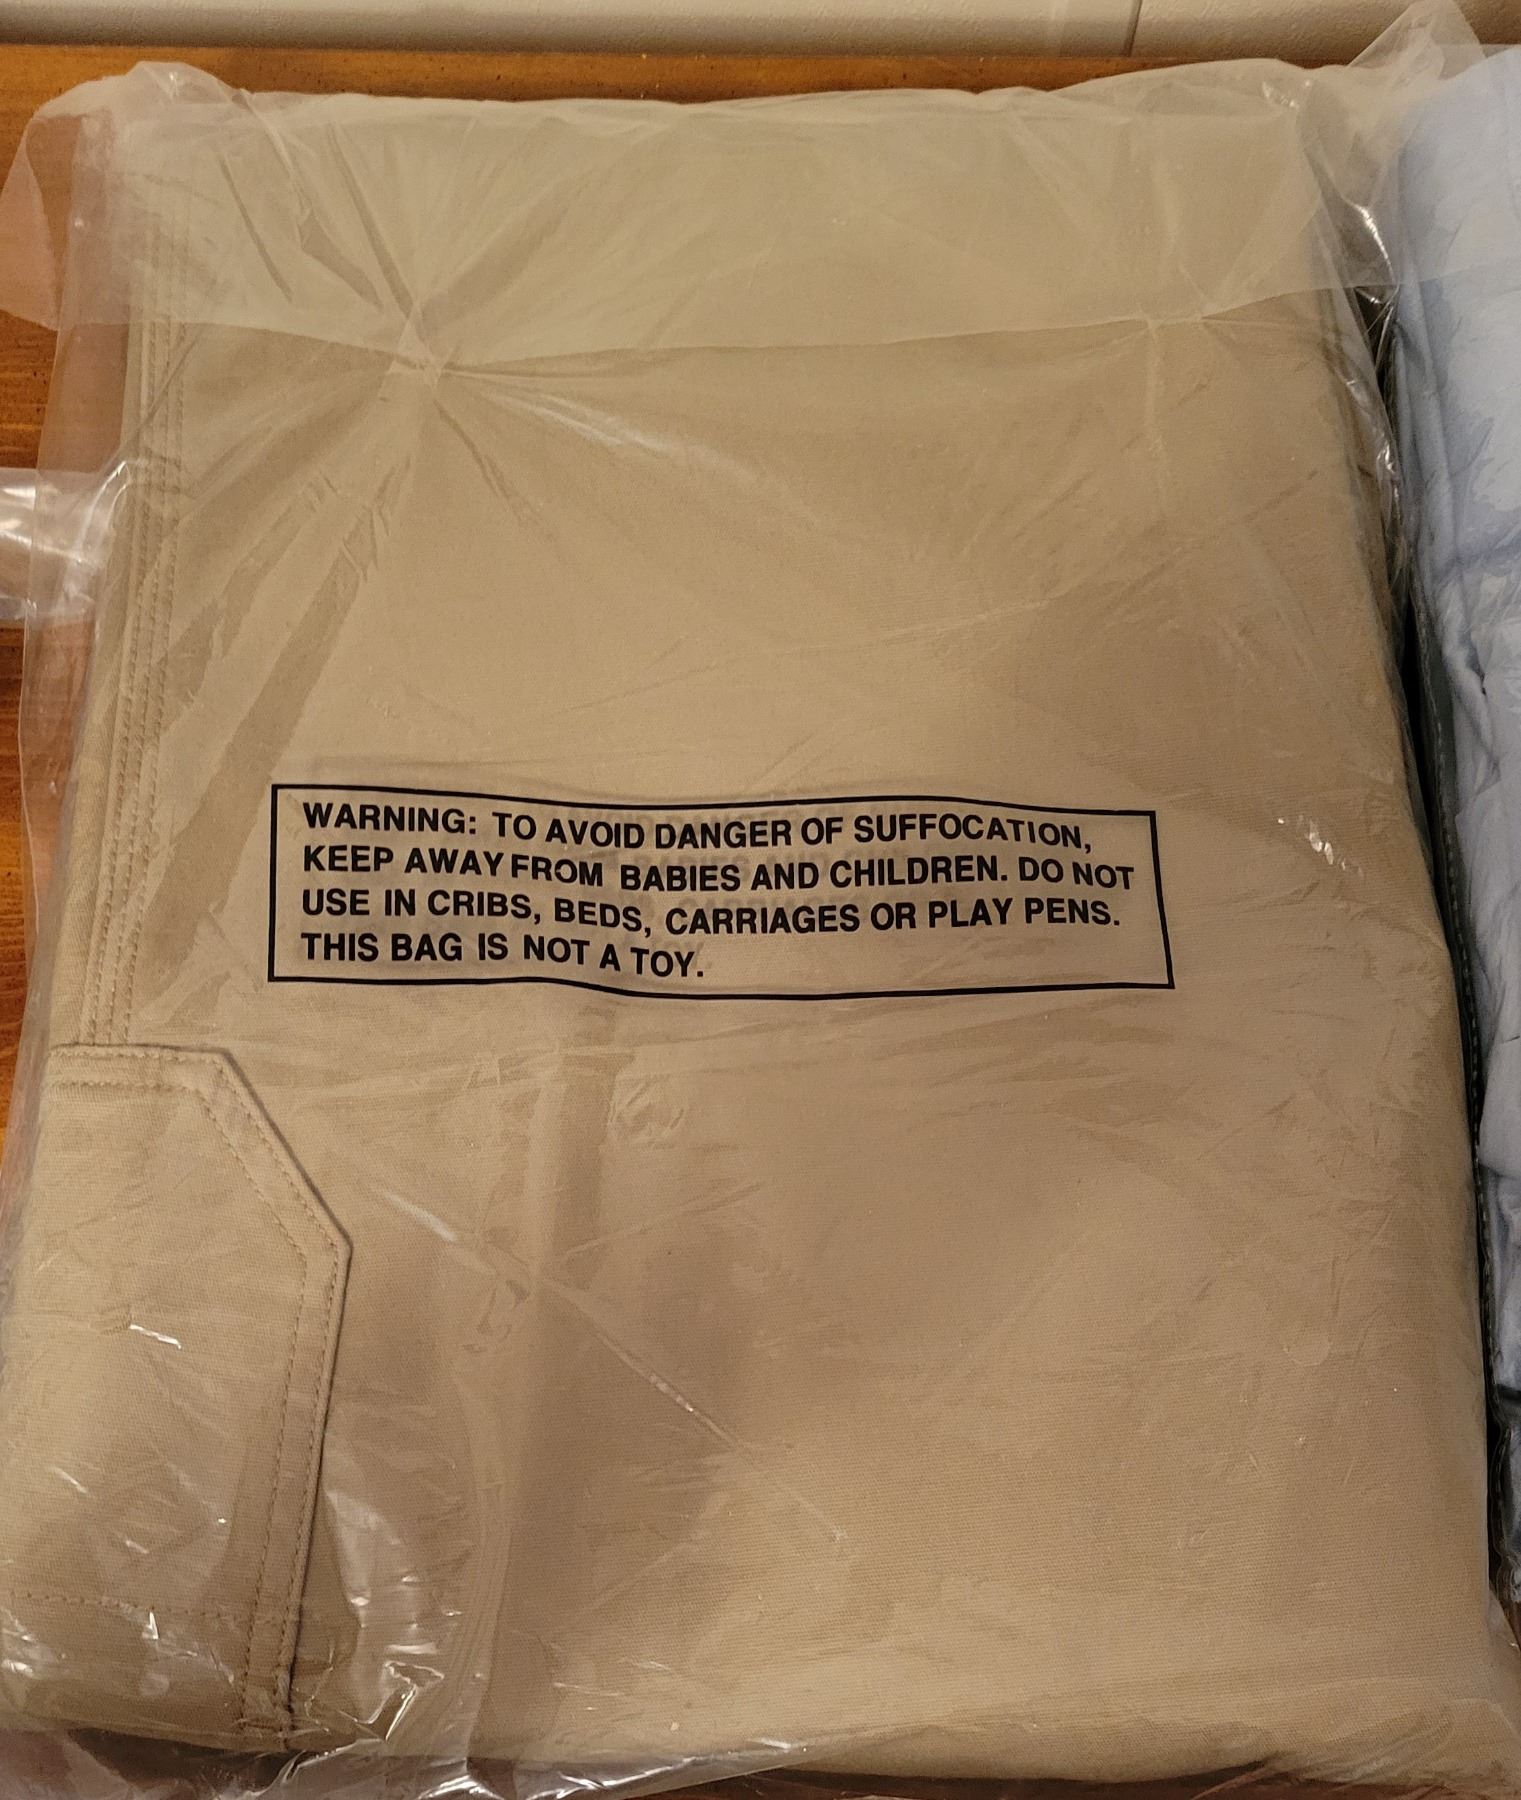 WARNING: TO AVOID DANGER OF SUFFOCATION,
KEEP AWAY FROM BABIES AND CHILDREN. DO NOT
USE IN CRIBS, BEDS, CARRIAGES OR PLAY PENS.
THIS BAG IS NOT A TOY.